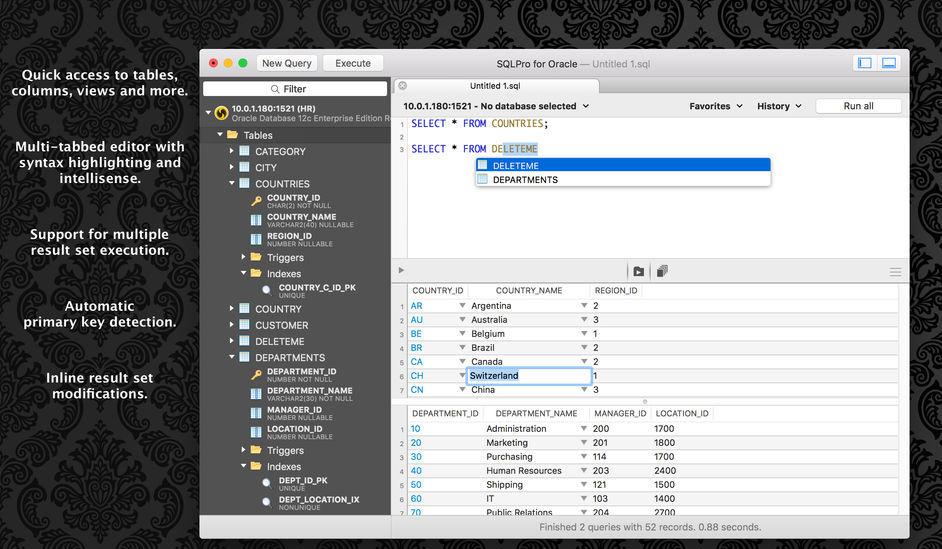 Quick access to tables,
columns, views and more.
Multi-tabbed editor with
syntax highlighting and
intellisense.
Support for multiple
result set execution.
Automatic
primary key detection.
Inline result set
modifications.
New Query
Execute
SQLPro for Oracle — Untitled 1.sql
Filter
10.0.1.180:1521 (HR)
Oracle Database 12c Enterprise Edition R
Tables
CATEGORY
CITY
COUNTRIES
COUNTRY_ID
CHAR(2) NOT NULL
COUNTRY_NAME
VARCHAR2(40) NULLABLE
REGION_ID
NUMBER NULLABLE
Triggers
Indexes
COUNTRY_C_ID_PK
UNIQUE
COUNTRY
CUSTOMER
DELETEME
DEPARTMENTS
DEPARTMENT_ID
NUMBER NOT NULL
DEPARTMENT_NAME
VARCHAR2(30) NOT NULL
MANAGER_ID
NUMBER NULLABLE
LOCATION_ID
NUMBER NULLABLE
Triggers
Indexes
DEPT_ID_PK
UNIQUE
DEPT_LOCATION_IX
NONUNIQUE
Untitled 1.sql
10.0.1.180:1521 - No database selected
Favorites
History
Run all
1 SELECT * FROM COUNTRIES;
2
3 SELECT * FROM DELETEME
DELETEME
DEPARTMENTS
COUNTRY_ID COUNTRY_NAME REGION_ID
1 AR Argentina 2
2 AU Australia 3
3 BE Belgium 1
4 BR Brazil 2
5 CA Canada 2
6 CH Switzerland 1
7 CN China 3
DEPARTMENT_ID DEPARTMENT_NAME MANAGER_ID LOCATION_ID
1 10 Administration 200 1700
2 20 Marketing 201 1800
3 30 Purchasing 114 1700
4 40 Human Resources 203 2400
5 50 Shipping 121 1500
6 60 IT 103 1400
7 70 Public Relations 204 2700
Finished 2 queries with 52 records. 0.88 seconds.